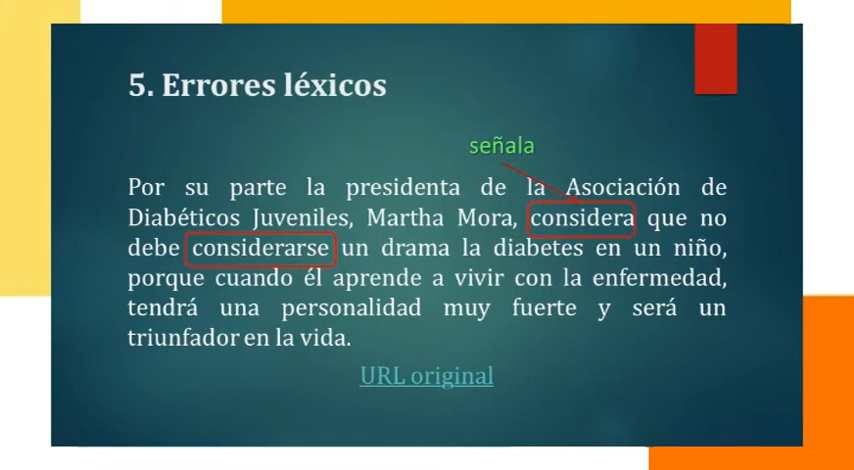 5. Errores léxicos
señala
Por su parte la presidenta de la Asociación de
Diabéticos Juveniles, Martha Mora, considera que no
debe considerarse un drama la diabetes en un niño,
porque cuando él aprende a vivir con la enfermedad,
tendrá una personalidad muy fuerte y será un
triunfador en la vida.
URL original